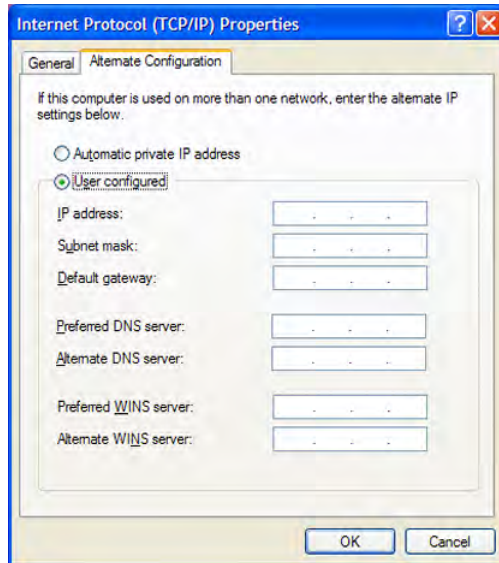 Internet Protocol (TCP/IP) Properties
General
Alternate Configuration
If this computer is used on more than one network, enter the alternate IP
settings below.
Automatic private IP address
User configured
IP address:
Subnet mask:
Default gateway:
Preferred DNS server:
Alternate DNS server:
Preferred WINS server:
Alternate WINS server:
OK
Cancel